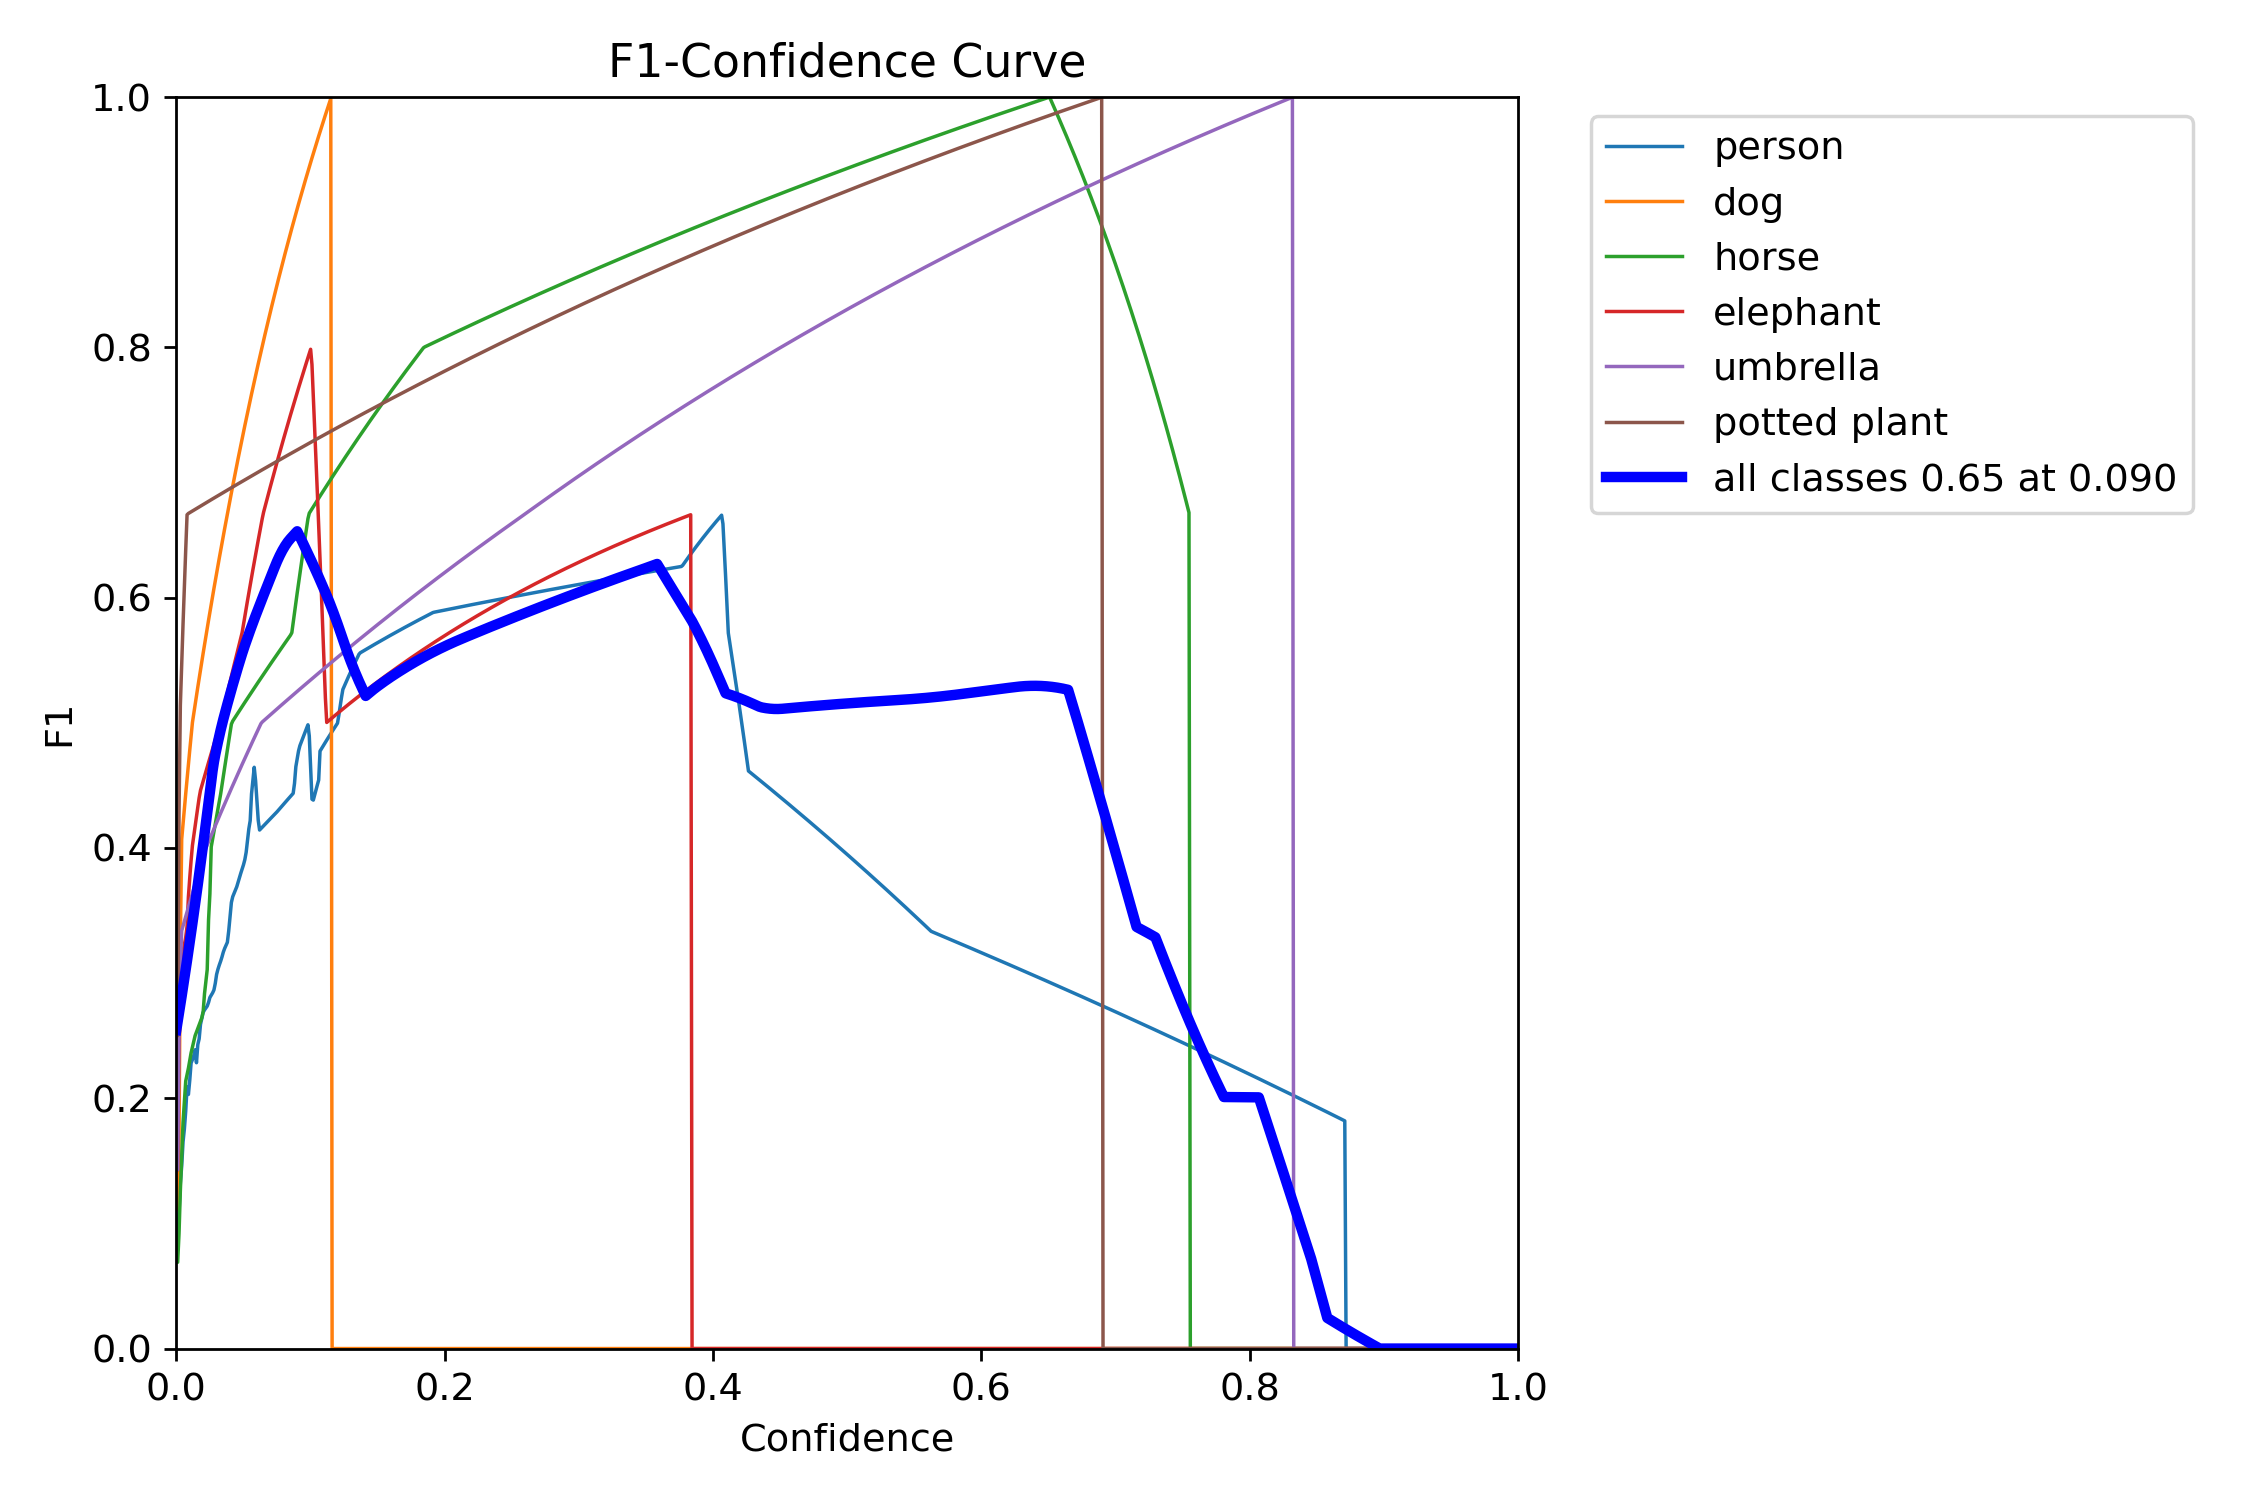 F1-Confidence Curve
1.0
0.8
0.6
0.4
0.2
0.0
F1
0.0 0.2 0.4 0.6 0.8 1.0
Confidence
person
dog
horse
elephant
umbrella
potted plant
all classes 0.65 at 0.090